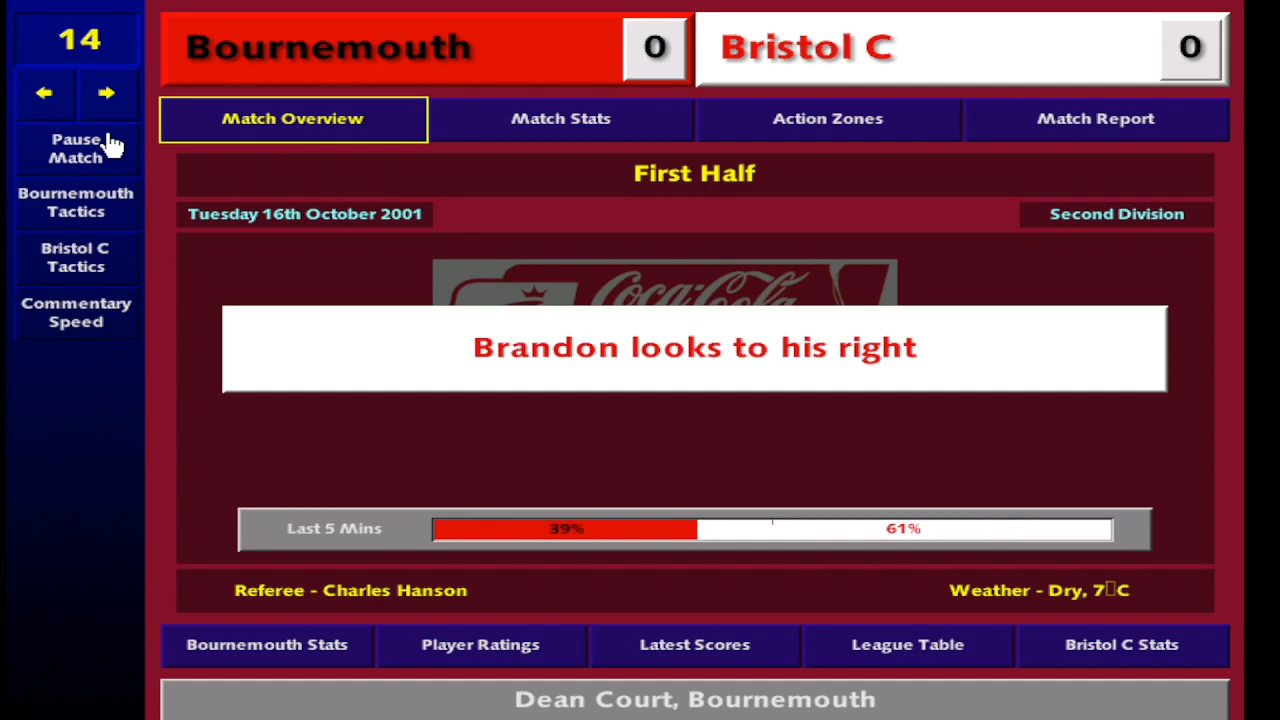 14
Bournemouth 0 Bristol C 0
Pause
Match
Bournemouth
Tactics
Bristol C
Tactics
Commentary
Speed
Match Overview Match Stats Action Zones Match Report
First Half
Tuesday 16th October 2001 Second Division
Coca-Cola
Brandon looks to his right
Last 5 Mins 39% 61%
Referee - Charles Hanson Weather - Dry, 7▯C
Bournemouth Stats Player Ratings Latest Scores League Table Bristol C Stats
Dean Court, Bournemouth